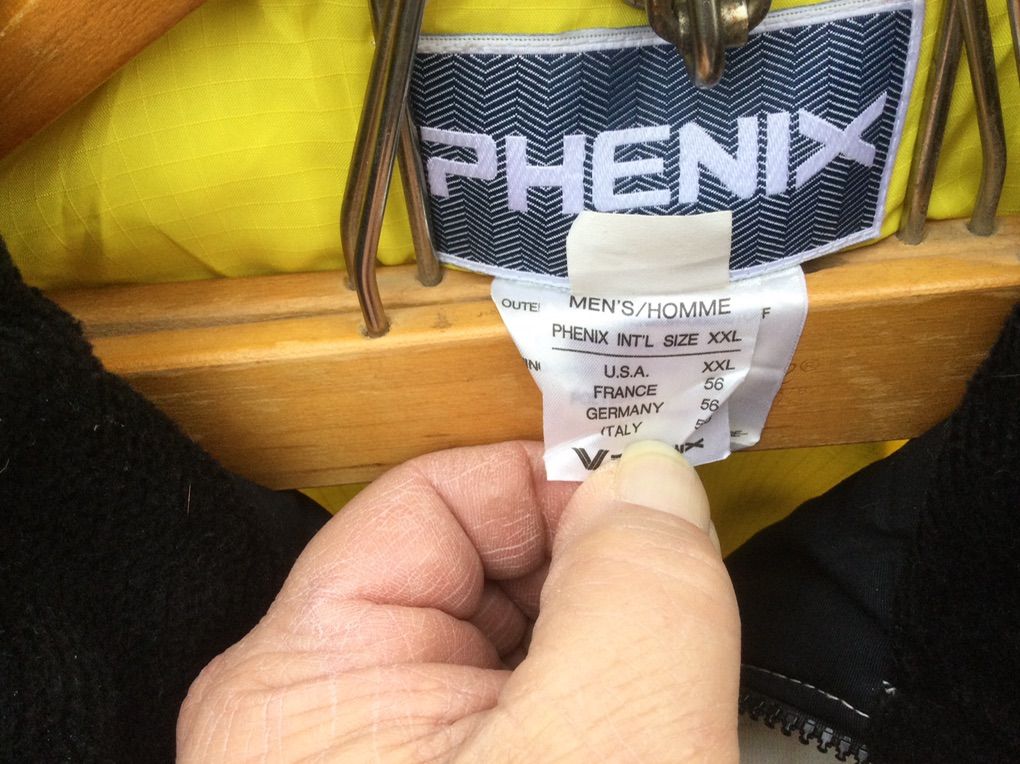 PHENIX
MEN'S/HOMME
PHENIX INT'L SIZE XXL
U.S.A. XXL
FRANCE 56
GERMANY 56
ITALY